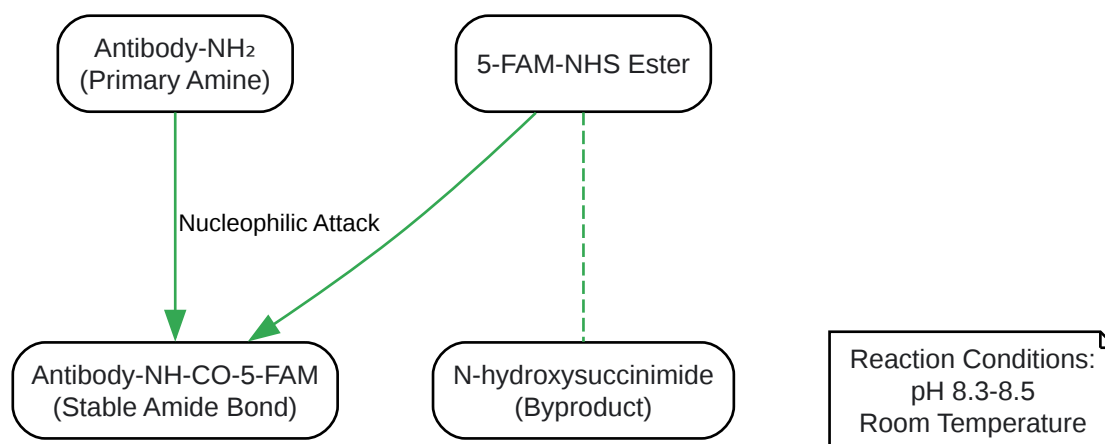 Antibody-NH₂
(Primary Amine)
5-FAM-NHS Ester
Nucleophilic Attack
Antibody-NH-CO-5-FAM
(Stable Amide Bond)
N-hydroxysuccinimide
(Byproduct)
Reaction Conditions:
pH 8.3-8.5
Room Temperature